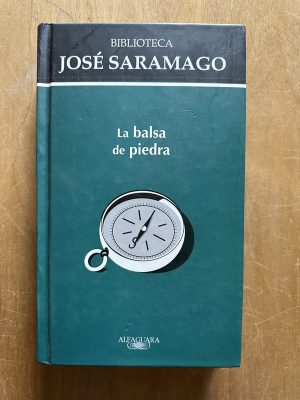 BIBLIOTECA
JOSÉ SARAMAGO
La balsa
de piedra
ALFAGUARA